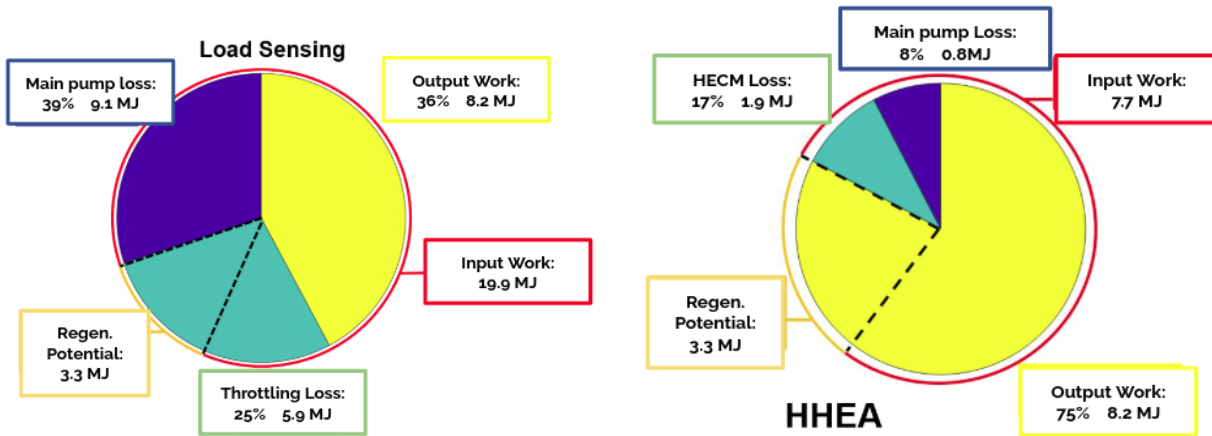 Load Sensing
Main pump loss:
39% 9.1 MJ
Output Work:
36% 8.2 MJ
Input Work:
19.9 MJ
Regen.
Potential:
3.3 MJ
Throttling Loss:
25% 5.9 MJ
Main pump Loss:
8% 0.8MJ
HECM Loss:
17% 1.9 MJ
Input Work:
7.7 MJ
Regen.
Potential:
3.3 MJ
Output Work:
75% 8.2 MJ
HHEA